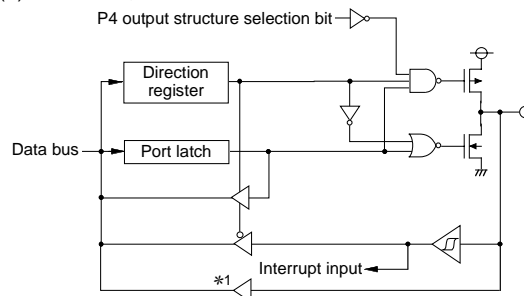 P4 output structure selection bit
Direction
register
Data bus
Port latch
Interrupt input
*1